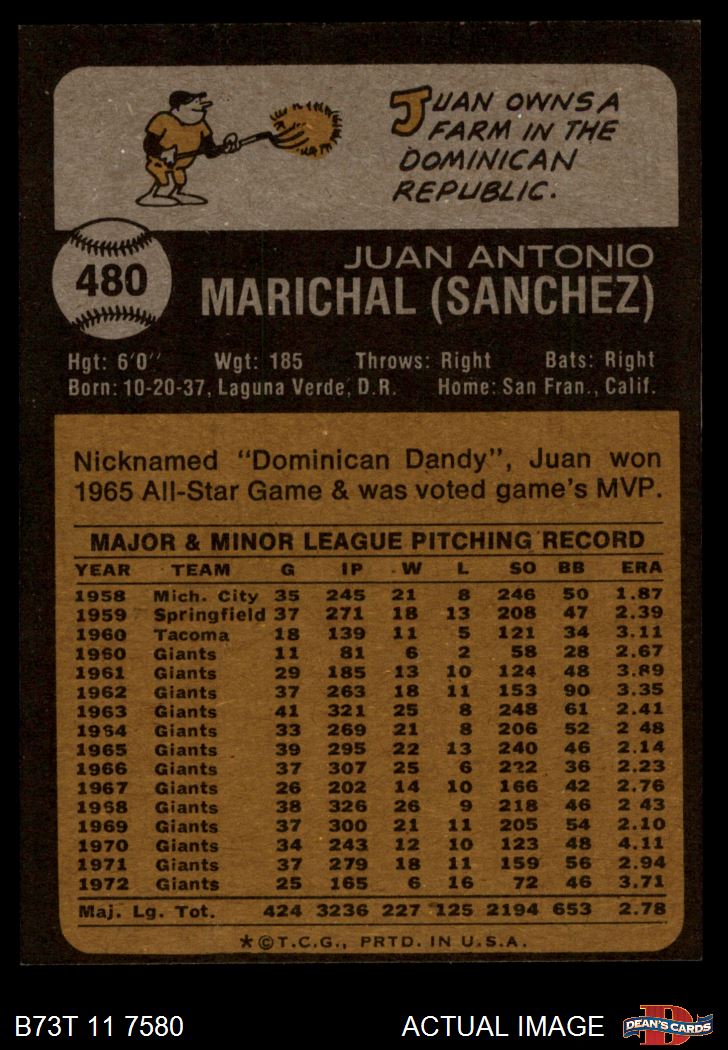 JUAN OWNS A
FARM IN THE
DOMINICAN
REPUBLIC.
480
JUAN ANTONIO
MARICHAL (SANCHEZ)
Hgt: 6'0" Wgt: 185 Throws: Right Bats: Right
Born: 10-20-37, Laguna Verde, D.R. Home: San Fran., Calif.
Nicknamed "Dominican Dandy", Juan won
1965 All-Star Game & was voted game's MVP.
MAJOR & MINOR LEAGUE PITCHING RECORD
YEAR TEAM G IP W L SO BB ERA
1958 Mich. City 35 245 21 8 246 50 1.87
1959 Springfield 37 271 18 13 208 47 2.39
1960 Tacoma 18 139 11 5 121 34 3.11
1960 Giants 11 81 6 2 58 28 2.67
1961 Giants 29 185 13 10 124 48 3.89
1962 Giants 37 263 18 11 153 90 3.35
1963 Giants 41 321 25 8 248 61 2.41
1964 Giants 33 269 21 8 206 52 2 48
1965 Giants 39 295 22 13 240 46 2.14
1966 Giants 37 307 25 6 222 36 2.23
1967 Giants 26 202 14 10 166 42 2.76
1968 Giants 38 326 26 9 218 46 2 43
1969 Giants 37 300 21 11 205 54 2.10
1970 Giants 34 243 12 10 123 48 4.11
1971 Giants 37 279 18 11 159 56 2.94
1972 Giants 25 165 6 16 72 46 3.71
Maj. Lg. Tot. 424 3236 227 125 2194 653 2.78
*©T.C.G., PRTD. IN U.S.A.
B73T 11 7580 ACTUAL IMAGE D DEAN'S CARDS